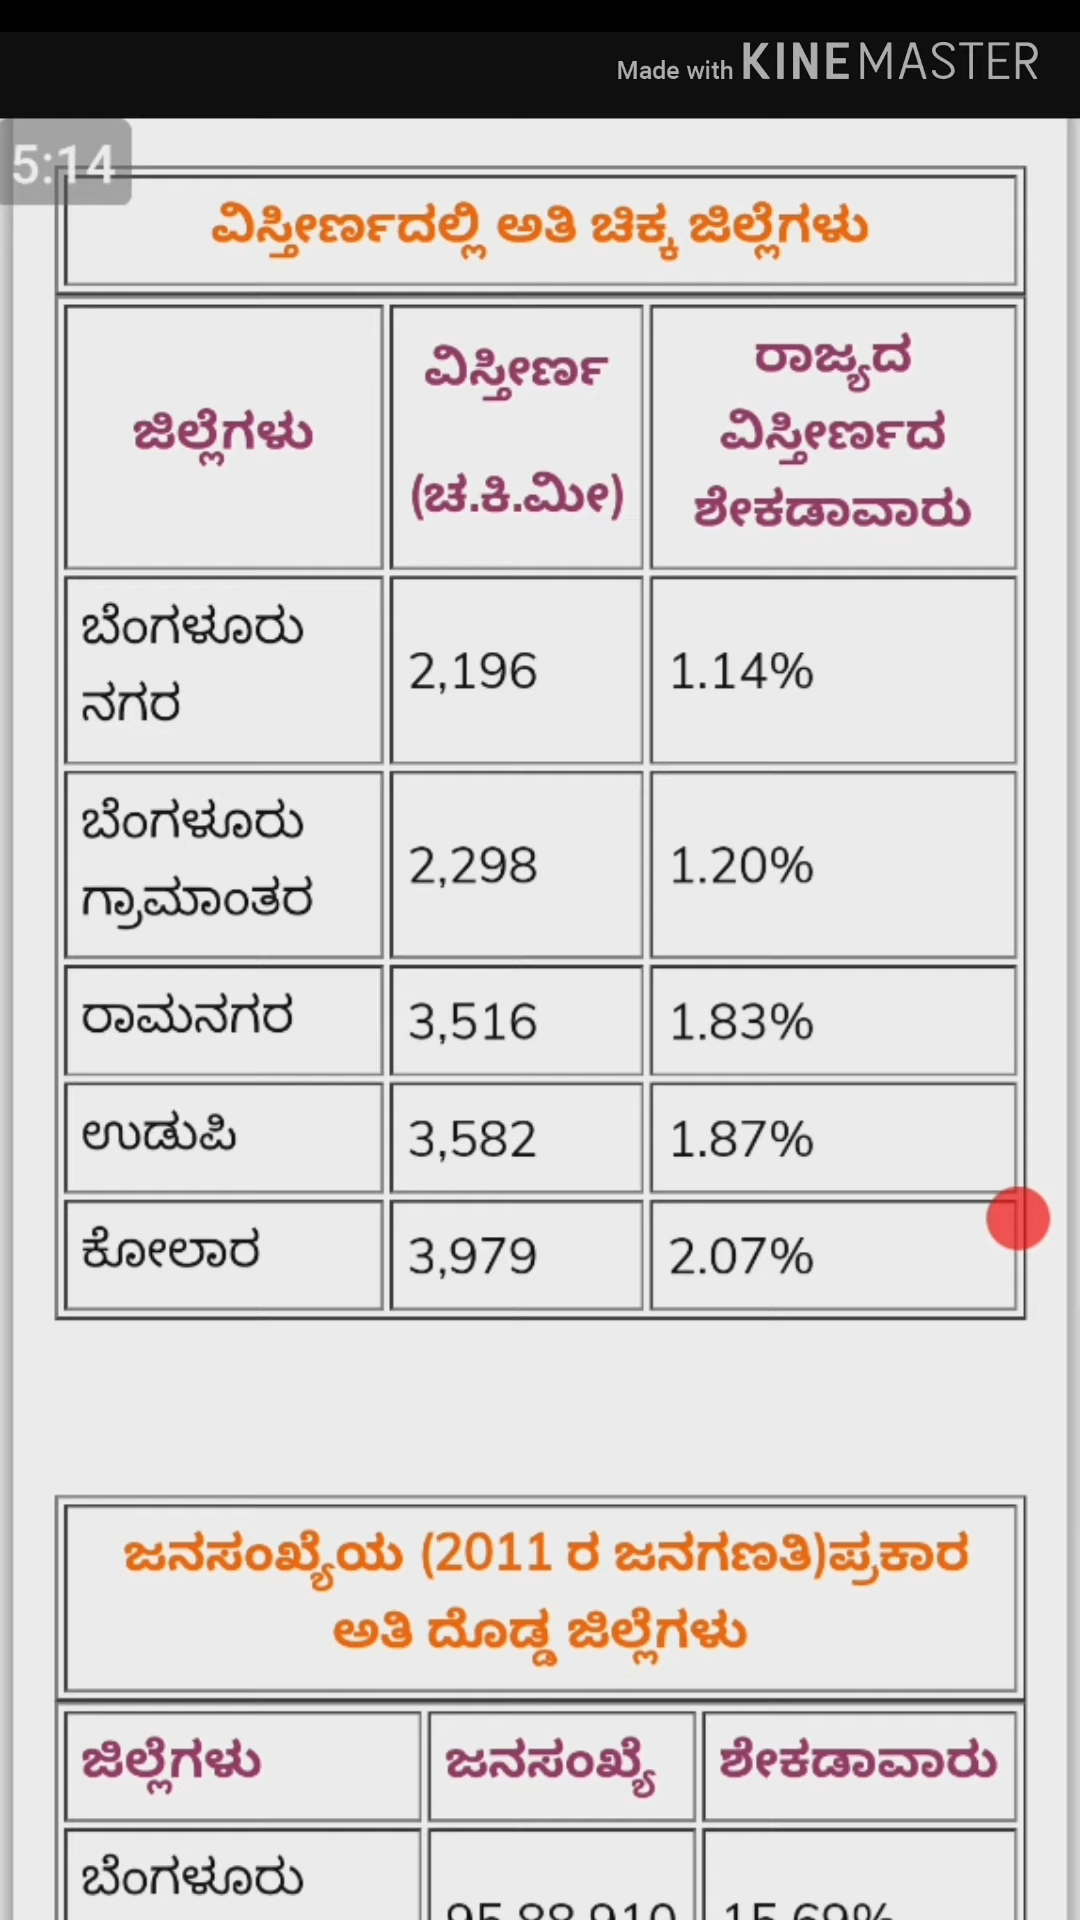 Made with KINEMASTER
5:14
ವಿಸ್ತೀರ್ಣದಲ್ಲಿ ಅತಿ ಚಿಕ್ಕ ಜಿಲ್ಲೆಗಳು
ಜಿಲ್ಲೆಗಳು
ವಿಸ್ತೀರ್ಣ
(ಚ.ಕಿ.ಮೀ)
ರಾಜ್ಯದ
ವಿಸ್ತೀರ್ಣದ
ಶೇಕಡಾವಾರು
ಬೆಂಗಳೂರು
ನಗರ
2,196
1.14%
ಬೆಂಗಳೂರು
ಗ್ರಾಮಾಂತರ
2,298
1.20%
ರಾಮನಗರ
3,516
1.83%
ಉಡುಪಿ
3,582
1.87%
ಕೋಲಾರ
3,979
2.07%
ಜನಸಂಖ್ಯೆಯ (2011 ರ ಜನಗಣತಿ)ಪ್ರಕಾರ
ಅತಿ ದೊಡ್ಡ ಜಿಲ್ಲೆಗಳು
ಜಿಲ್ಲೆಗಳು
ಜನಸಂಖ್ಯೆ
ಶೇಕಡಾವಾರು
ಬೆಂಗಳೂರು